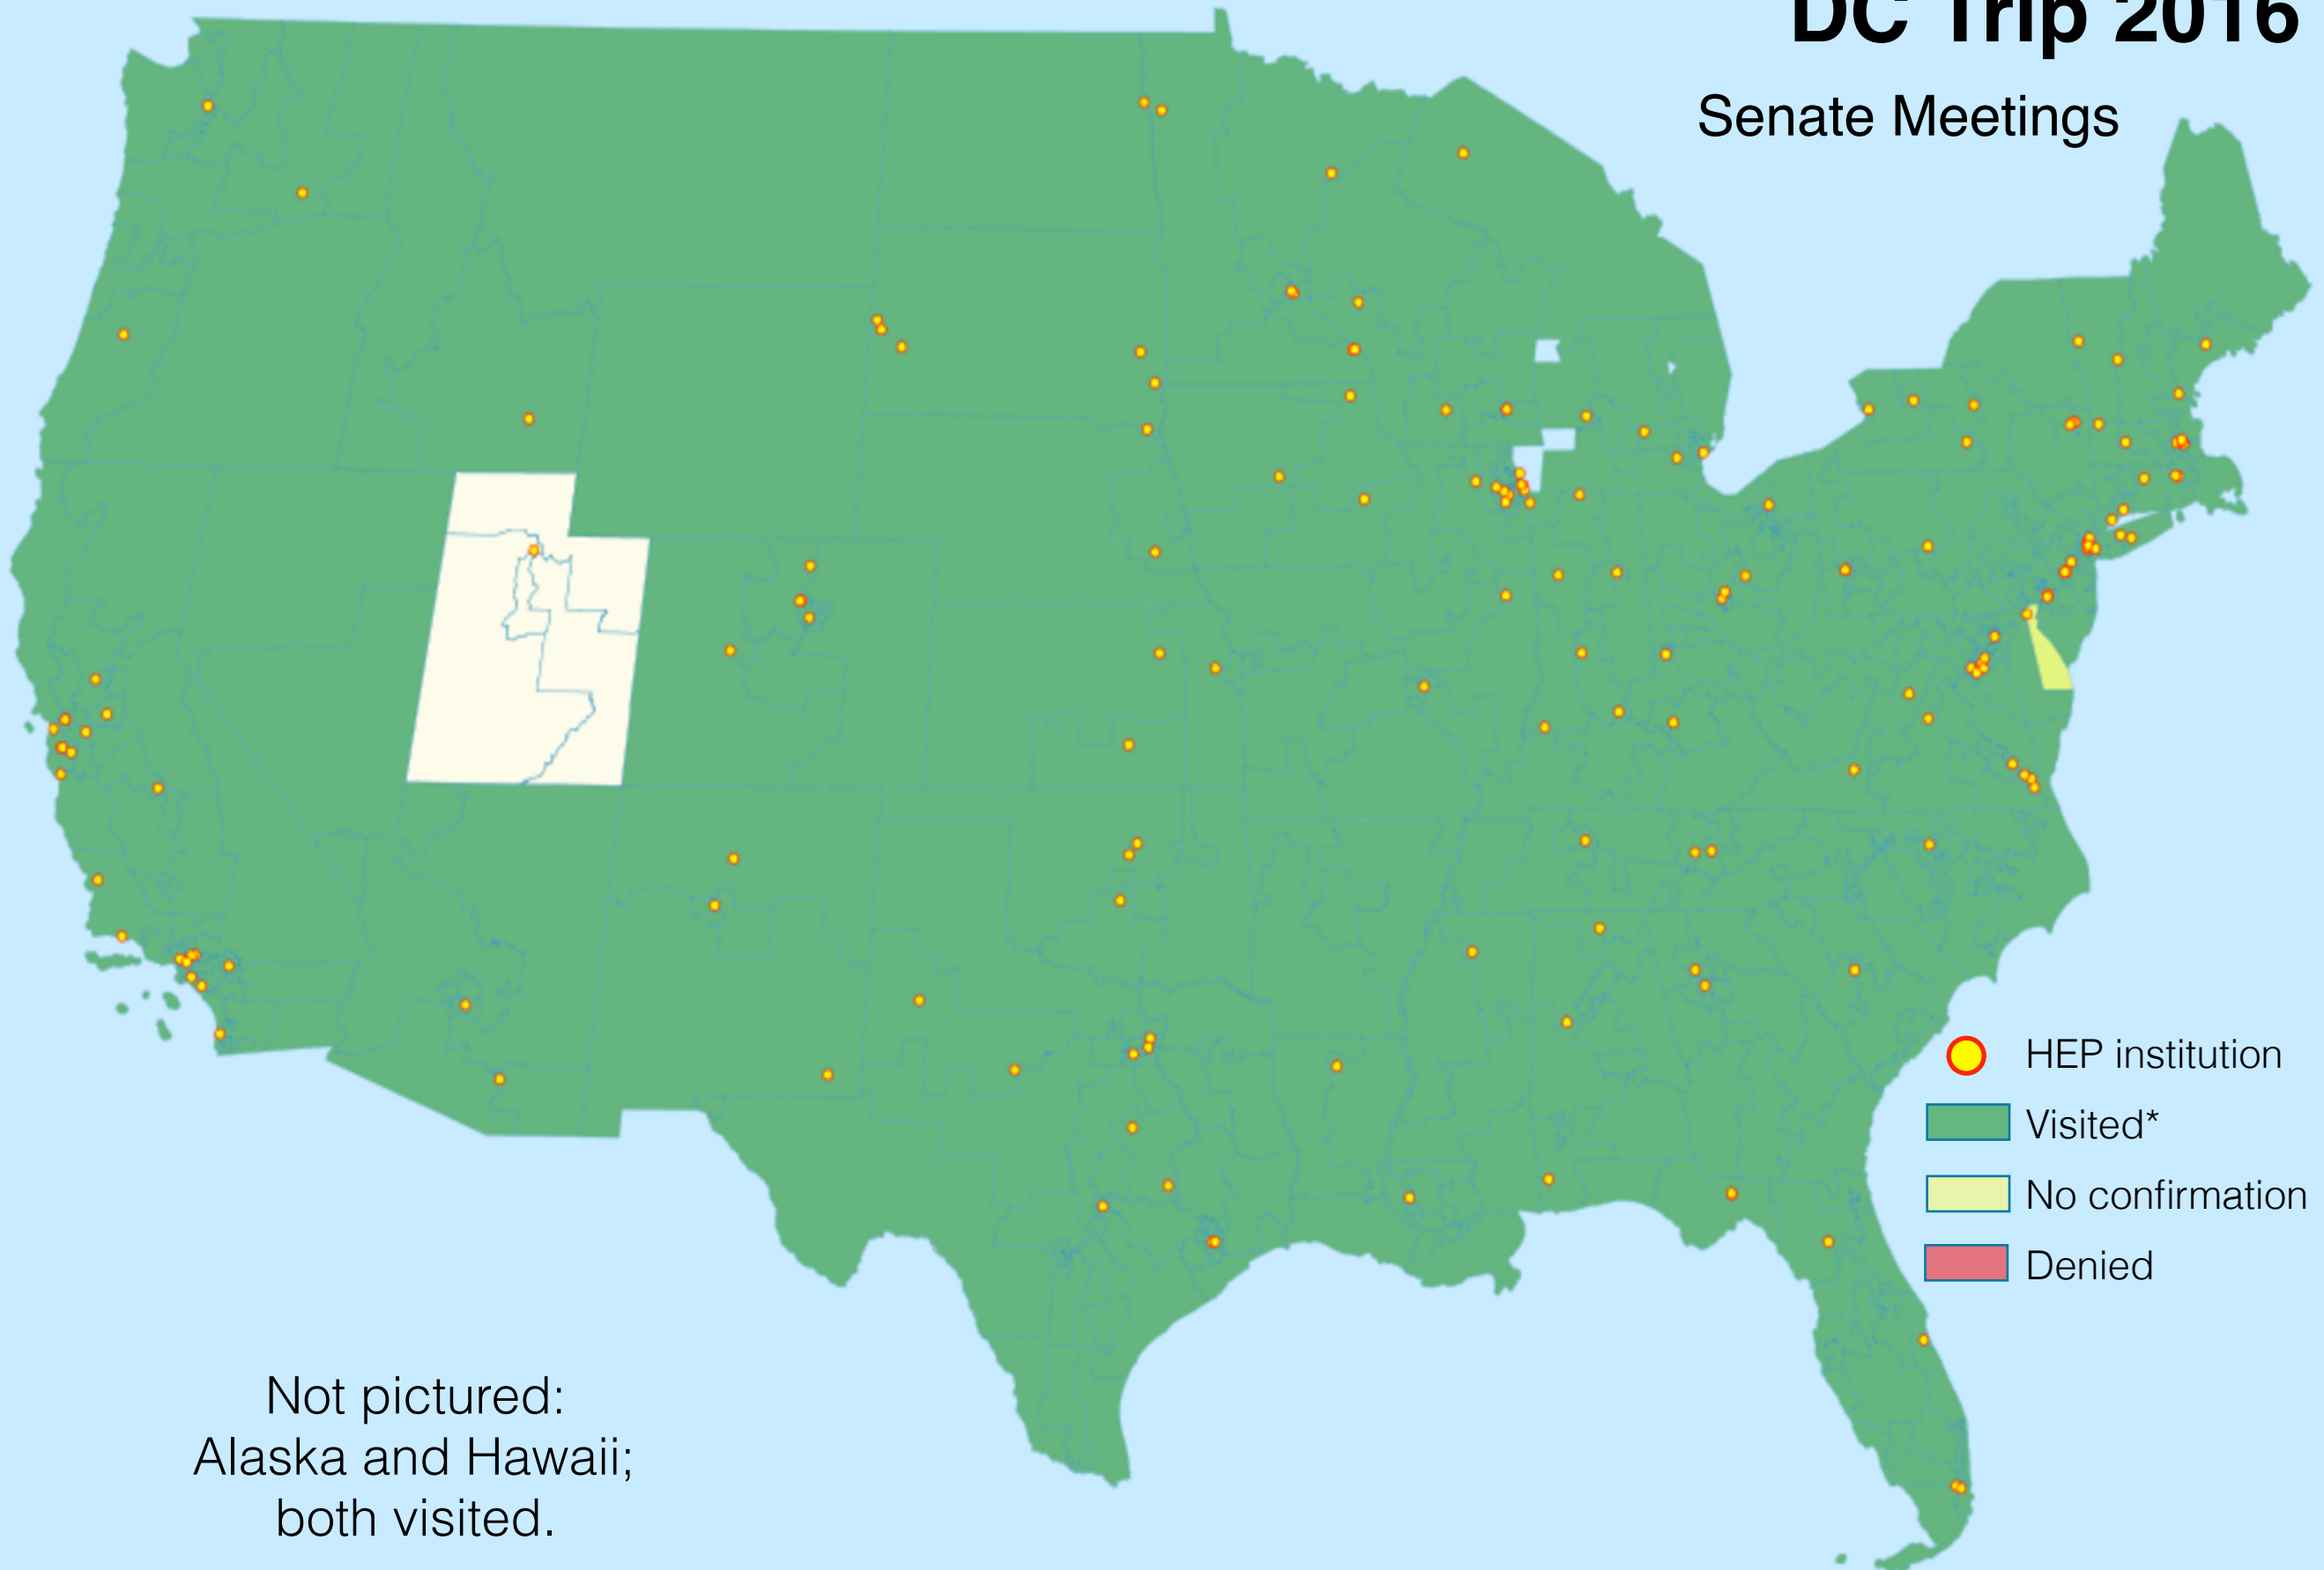 DC Trip 2016
Senate Meetings
HEP institution
Visited*
No confirmation
Denied
Not pictured:
Alaska and Hawaii;
both visited.